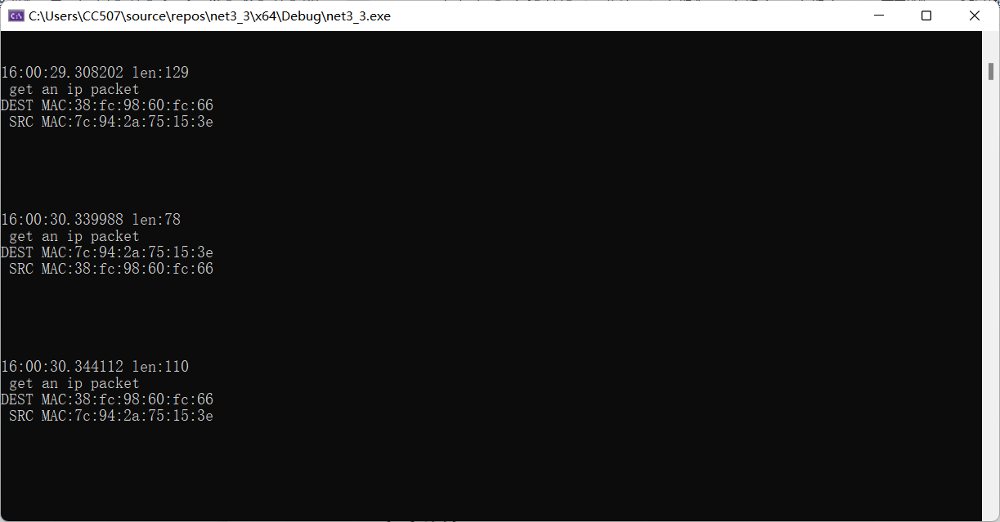 C:\Users\CC507\source\repos\net3_3\x64\Debug\net3_3.exe
16:00:29.308202 len:129
get an ip packet
DEST MAC:38:fc:98:60:fc:66
SRC MAC:7c:94:2a:75:15:3e
16:00:30.339988 len:78
get an ip packet
DEST MAC:7c:94:2a:75:15:3e
SRC MAC:38:fc:98:60:fc:66
16:00:30.344112 len:110
get an ip packet
DEST MAC:38:fc:98:60:fc:66
SRC MAC:7c:94:2a:75:15:3e